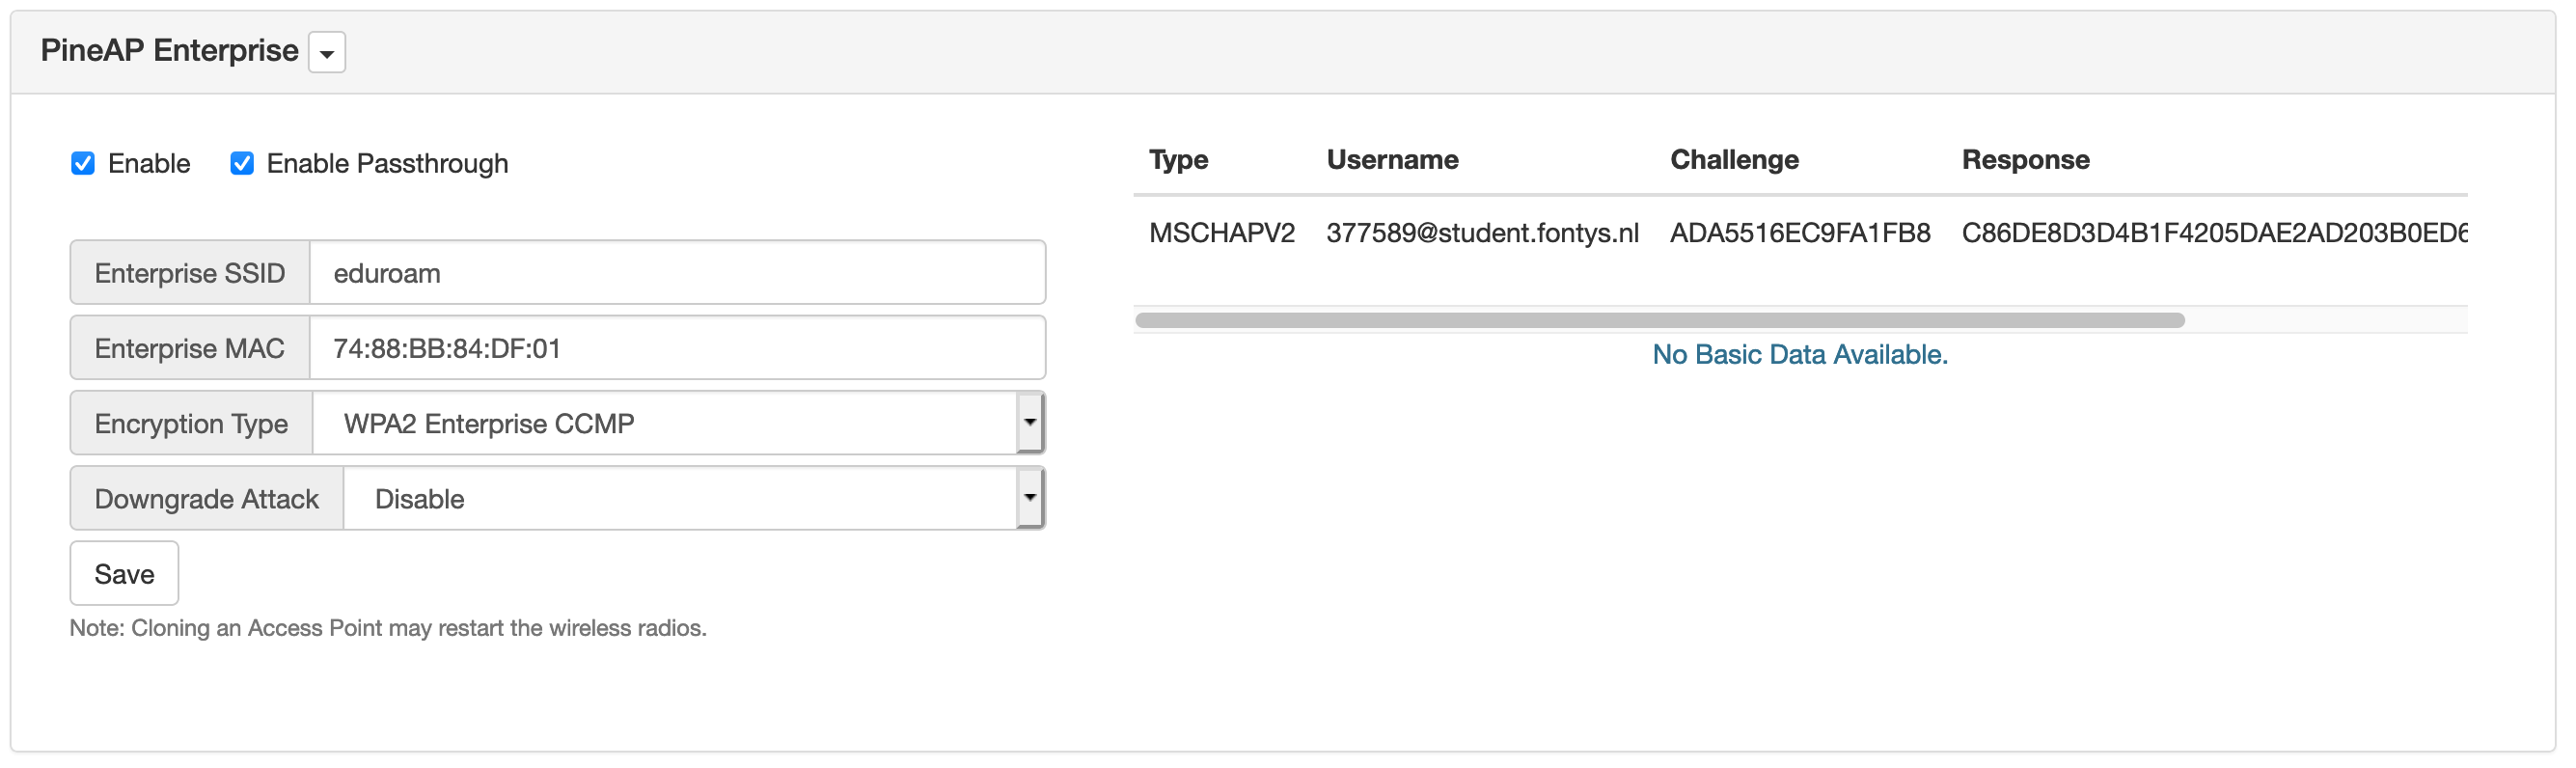 PineAP Enterprise
Enable Enable Passthrough
Enterprise SSID eduroam
Enterprise MAC 74:88:BB:84:DF:01
Encryption Type WPA2 Enterprise CCMP
Downgrade Attack Disable
Save
Note: Cloning an Access Point may restart the wireless radios.
Type Username Challenge Response
MSCHAPV2 377589@student.fontys.nl ADA5516EC9FA1FB8 C86DE8D3D4B1F4205DAE2AD203B0ED6
No Basic Data Available.